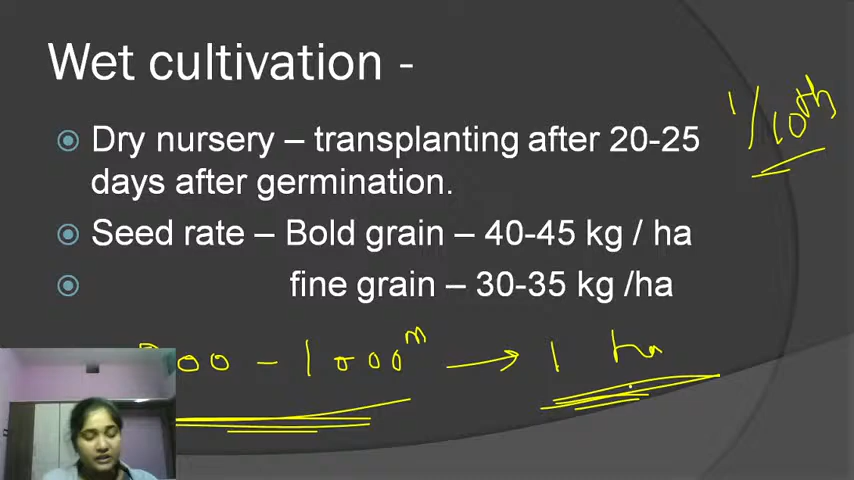 Wet cultivation -
1/10th
Dry nursery – transplanting after 20-25
days after germination.
Seed rate – Bold grain – 40-45 kg / ha
fine grain – 30-35 kg /ha
00 - 1000 m → 1 ha